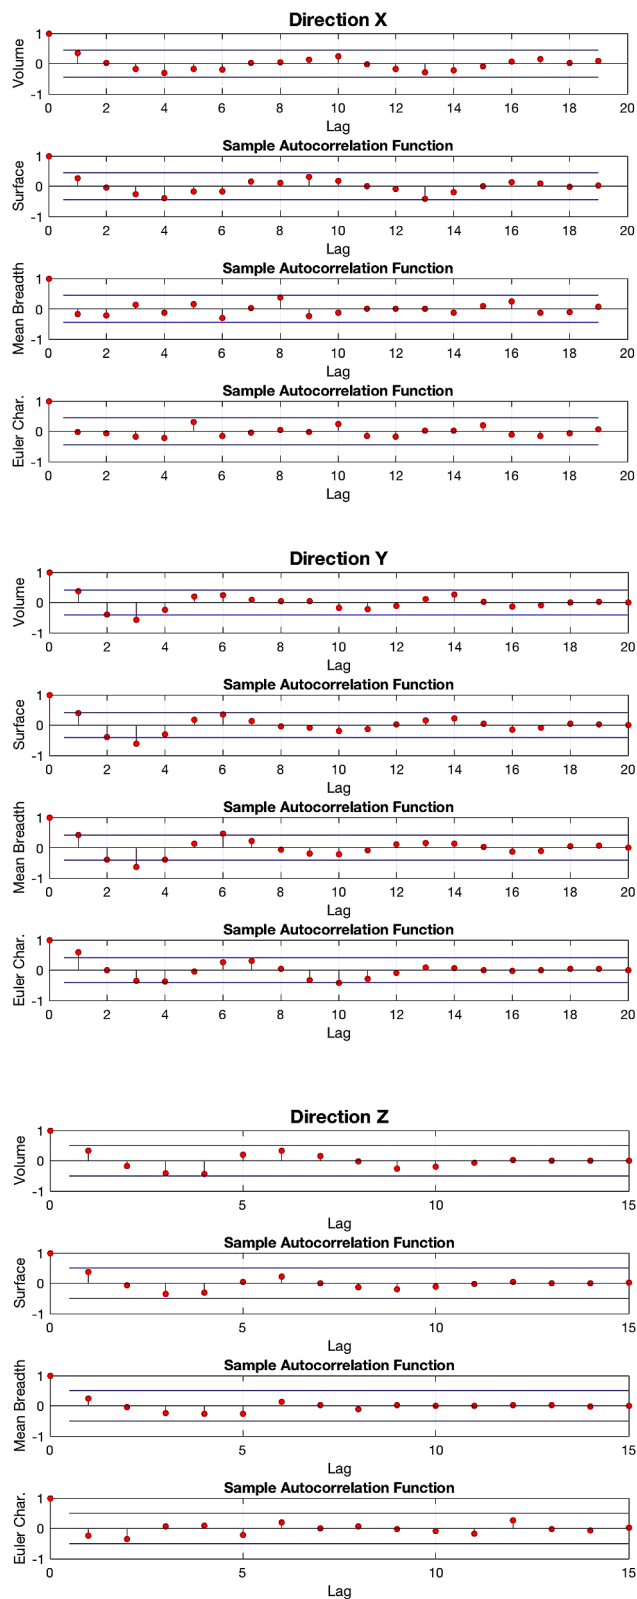 Direction X
Volume
1
0
-1
0 2 4 6 8 10 12 14 16 18 20
Lag
Sample Autocorrelation Function
Surface
1
0
-1
0 2 4 6 8 10 12 14 16 18 20
Lag
Sample Autocorrelation Function
Mean Breadth
1
0
-1
0 2 4 6 8 10 12 14 16 18 20
Lag
Sample Autocorrelation Function
Euler Char.
1
0
-1
0 2 4 6 8 10 12 14 16 18 20
Lag
Direction Y
Volume
1
0
-1
0 2 4 6 8 10 12 14 16 18 20
Lag
Sample Autocorrelation Function
Surface
1
0
-1
0 2 4 6 8 10 12 14 16 18 20
Lag
Sample Autocorrelation Function
Mean Breadth
1
0
-1
0 2 4 6 8 10 12 14 16 18 20
Lag
Sample Autocorrelation Function
Euler Char.
1
0
-1
0 2 4 6 8 10 12 14 16 18 20
Lag
Direction Z
Volume
1
0
-1
0 5 10 15
Lag
Sample Autocorrelation Function
Surface
1
0
-1
0 5 10 15
Lag
Sample Autocorrelation Function
Mean Breadth
1
0
-1
0 5 10 15
Lag
Sample Autocorrelation Function
Euler Char.
1
0
-1
0 5 10 15
Lag